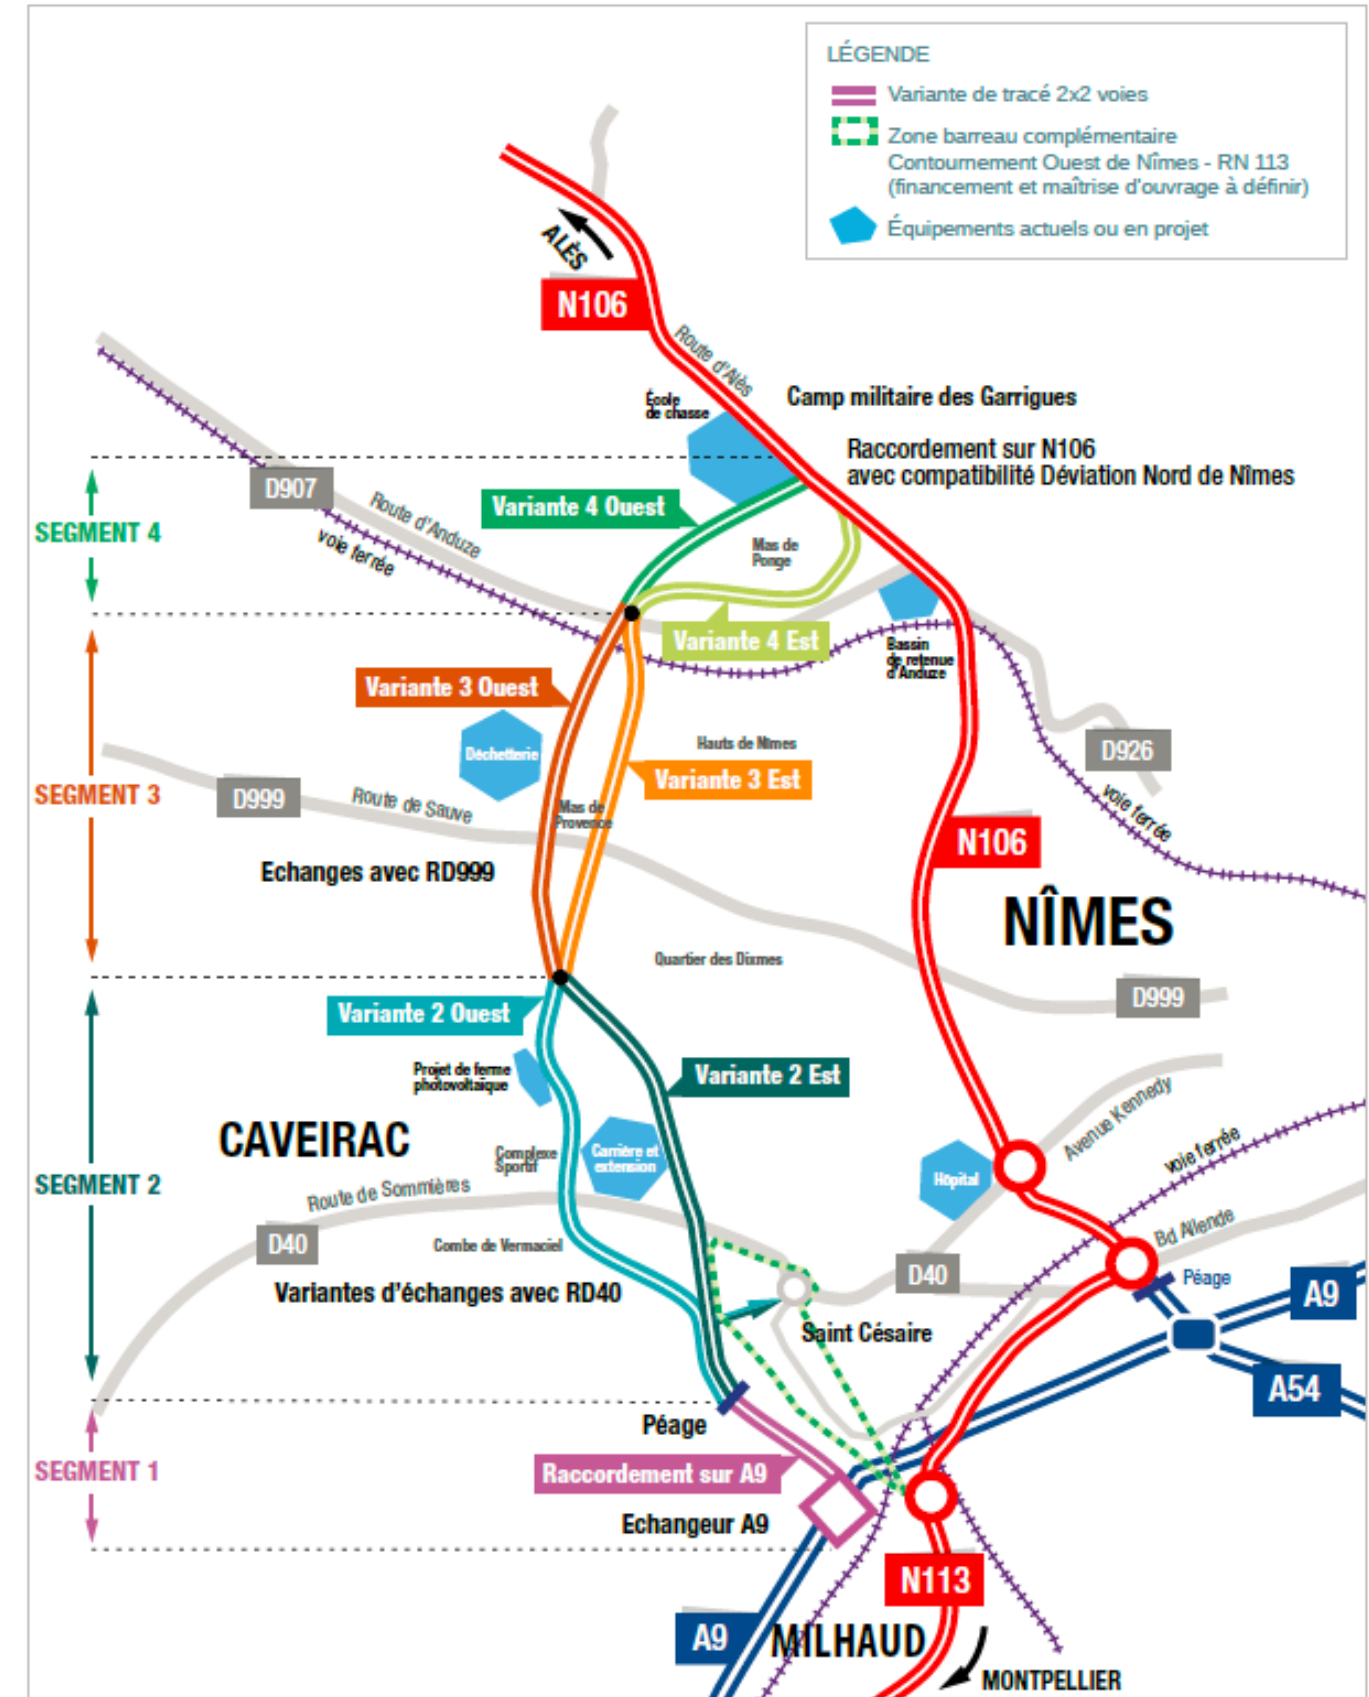 LÉGENDE
Variante de tracé 2x2 voies
Zone barreau complémentaire
Contournement Ouest de Nîmes - RN 113
(financement et maîtrise d'ouvrage à définir)
Équipements actuels ou en projet
ALÈS
N106
Route d'Alès
École
de chasse
Camp militaire des Garrigues
Raccordement sur N106
avec compatibilité Déviation Nord de Nîmes
D907
Route d'Anduze
voie ferrée
Variante 4 Ouest
SEGMENT 4
Mas de
Ponge
Variante 4 Est
Bassin
de retenue
d'Anduze
Variante 3 Ouest
Déchetterie
Hauts de Nîmes
Variante 3 Est
D926
voie ferrée
SEGMENT 3
D999
Route de Sauve
Mas de
Provence
N106
Echanges avec RD999
NÎMES
Quartier des Dixmes
D999
Variante 2 Ouest
Projet de ferme
photovoltaïque
Variante 2 Est
CAVEIRAC
Complexe
Sportif
Carrière et
extension
Hôpital
Avenue Kennedy
voie ferrée
SEGMENT 2
Route de Sommières
D40
Combe de Vermaciel
Variantes d'échanges avec RD40
D40
Bd Allende
Péage
A9
Saint Césaire
A54
Péage
SEGMENT 1
Raccordement sur A9
Echangeur A9
N113
A9
MILHAUD
MONTPELLIER